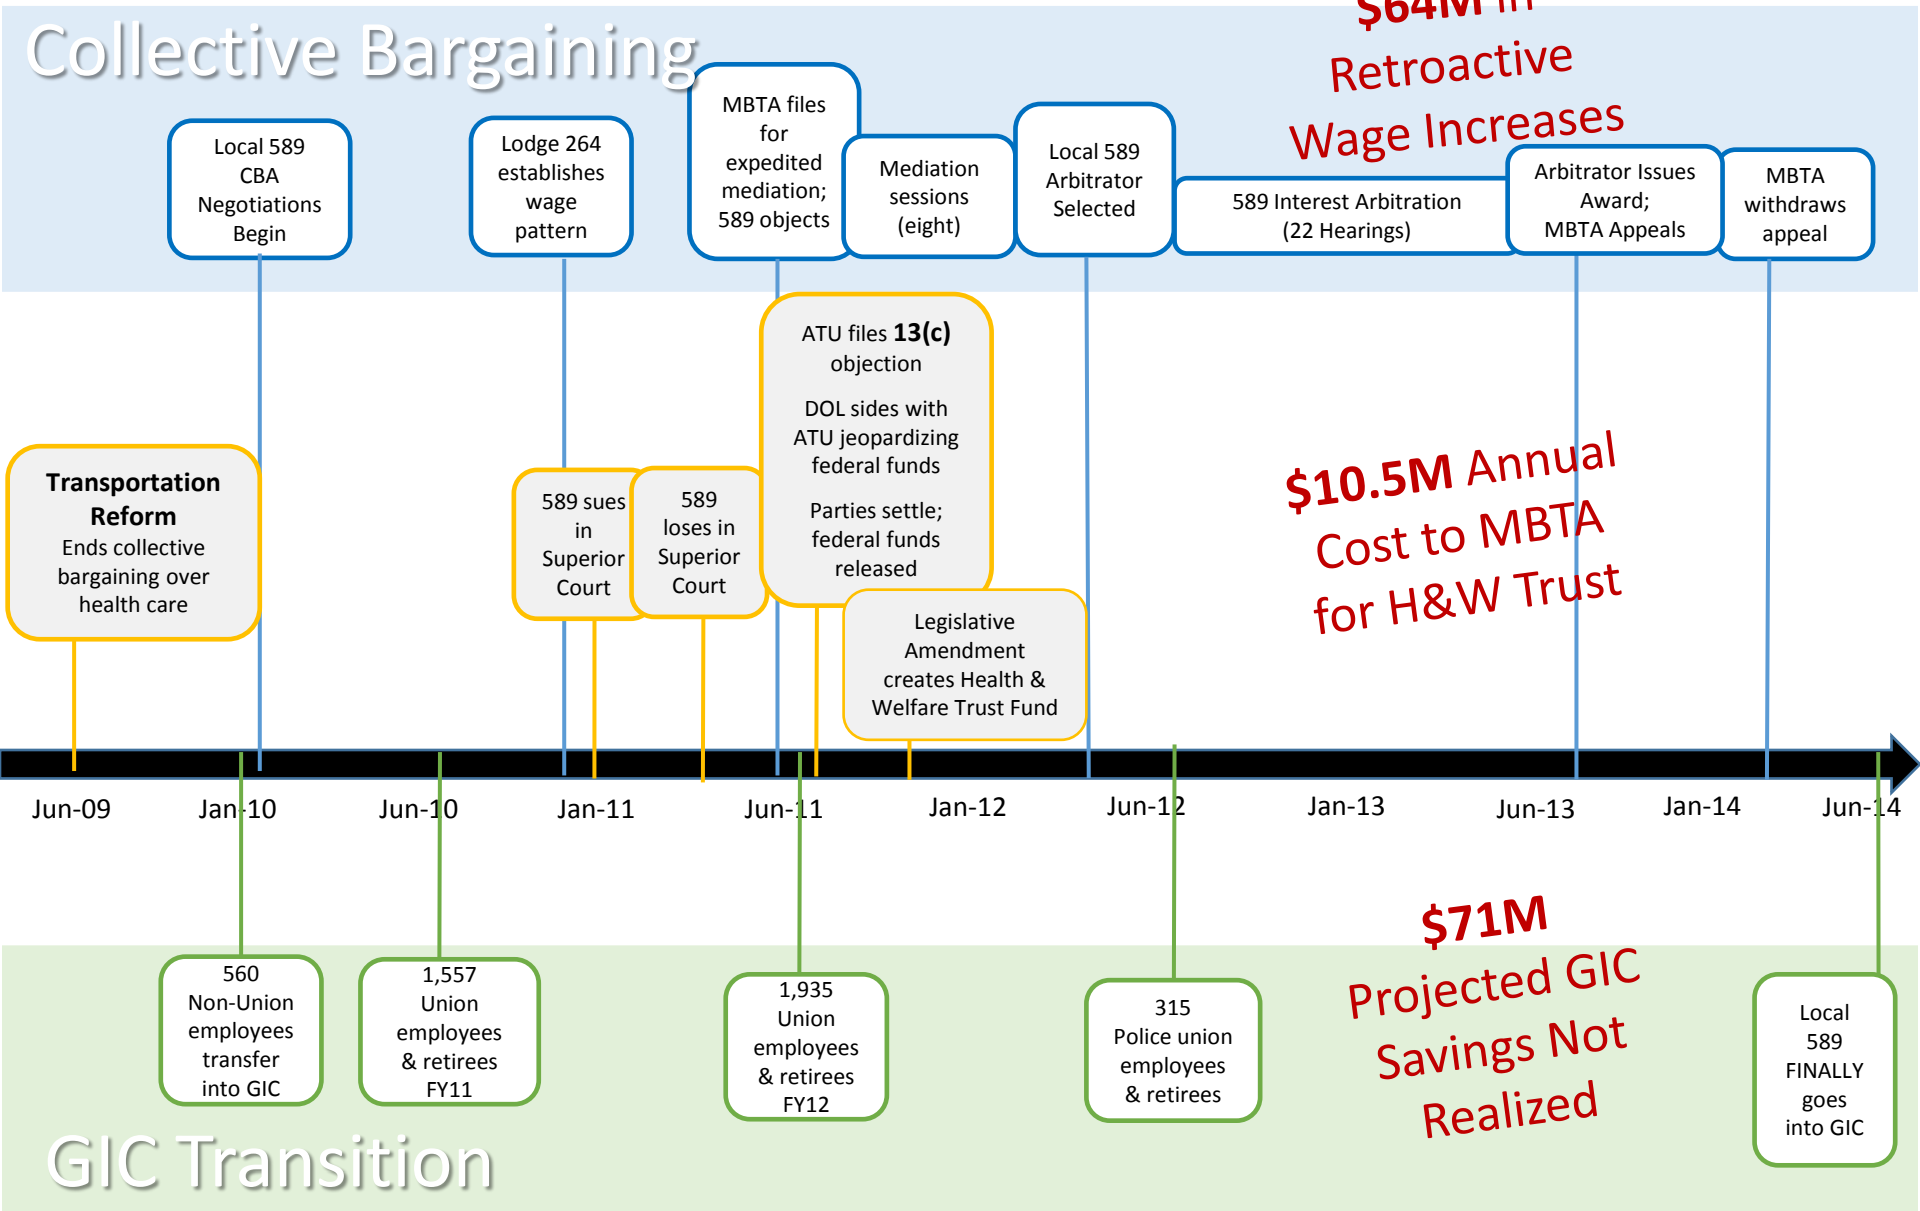 Collective Bargaining
$64M in
Retroactive
Wage Increases
Local 589
CBA
Negotiations
Begin
Lodge 264
establishes
wage
pattern
MBTA files
for
expedited
mediation;
589 objects
Mediation
sessions
(eight)
Local 589
Arbitrator
Selected
589 Interest Arbitration
(22 Hearings)
Arbitrator Issues
Award;
MBTA Appeals
MBTA
withdraws
appeal
Transportation
Reform
Ends collective
bargaining over
health care
589 sues
in
Superior
Court
589
loses in
Superior
Court
ATU files 13(c)
objection
DOL sides with
ATU jeopardizing
federal funds
Parties settle;
federal funds
released
Legislative
Amendment
creates Health &
Welfare Trust Fund
$10.5M Annual
Cost to MBTA
for H&W Trust
Jun-09 Jan-10 Jun-10 Jan-11 Jun-11 Jan-12 Jun-12 Jan-13 Jun-13 Jan-14 Jun-14
560
Non-Union
employees
transfer
into GIC
1,557
Union
employees
& retirees
FY11
1,935
Union
employees
& retirees
FY12
315
Police union
employees
& retirees
$71M
Projected GIC
Savings Not
Realized
Local
589
FINALLY
goes
into GIC
GIC Transition